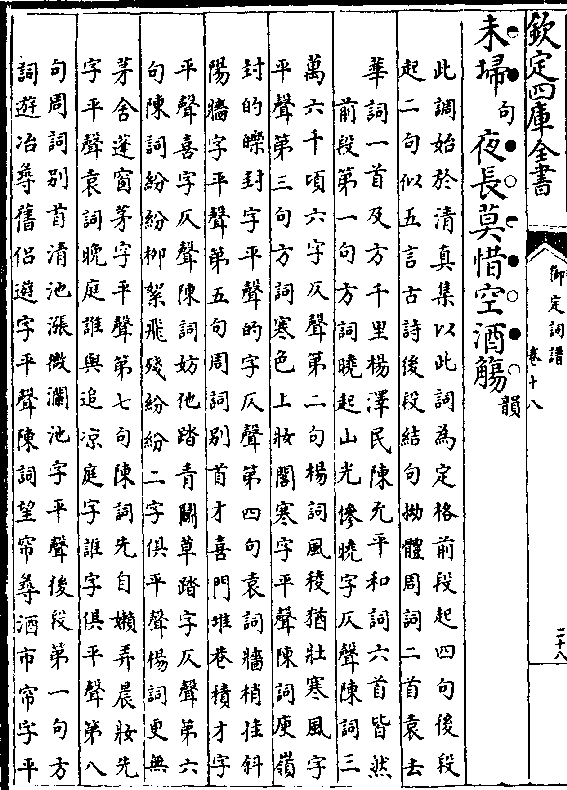 欽定四庫全書
御定詞譜
卷十八
二十八
未掃句夜長莫惜空酒觴韻
此調始於清真集以此詞為定格前段起四句後段
起二句似五言古詩後段結句拗體周詞二首袁去
華詞一首及方千里楊澤民陳允平和詞六首皆然
前段第一句方詞曉起山光慘曉字仄聲陳詞三
萬六千頃六字仄聲第二句楊詞風稜猶壯寒風字
平聲第三句方詞寒色上妝閣寒字平聲陳詞庾嶺
封的皪封字平聲的字仄聲第四句袁詞牆梢挂斜
陽牆字平聲第五句周詞別首才喜門堆巷積才字
平聲喜字仄聲陳詞妨他踏青鬭草踏字仄聲第六
句陳詞紛紛柳絮飛殘紛紛二字俱平聲楊詞更無
茅舍蓬窗茅字平聲第七句陳詞先自嬾弄晨妝先
字平聲袁詞晚庭誰與追凉庭字誰字俱平聲第八
句周詞別首清池漲微瀾池字平聲後段第一句方
詞遊冶尋舊侣遊字平聲陳詞望帘尋酒市帘字平